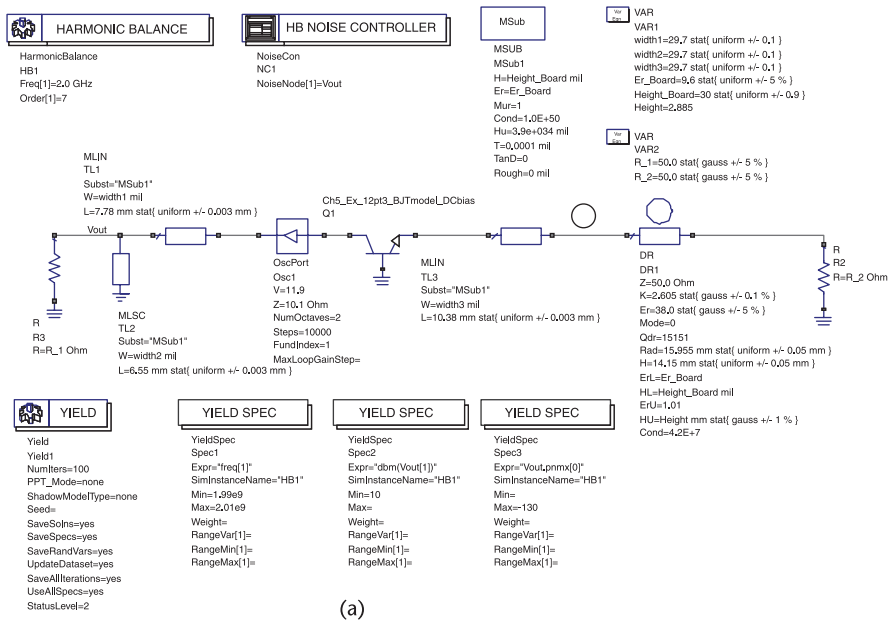 HARMONIC BALANCE
HarmonicBalance
HB1
Freq[1]=2.0 GHz
Order[1]=7
HB NOISE CONTROLLER
NoiseCon
NC1
NoiseNode[1]=Vout
MSub
MSUB
MSub1
H=Height_Board mil
Er=Er_Board
Mur=1
Cond=1.0E+50
Hu=3.9e+034 mil
T=0.0001 mil
TanD=0
Rough=0 mil
Var
Eqn
VAR
VAR1
width1=29.7 stat{ uniform +/- 0.1 }
width2=29.7 stat{ uniform +/- 0.1 }
width3=29.7 stat{ uniform +/- 0.1 }
Er_Board=9.6 stat{ uniform +/- 5 % }
Height_Board=30 stat{ uniform +/- 0.9 }
Height=2.885
Var
Eqn
VAR
VAR2
R_1=50.0 stat{ gauss +/- 5 % }
R_2=50.0 stat{ gauss +/- 5 % }
MLIN
TL1
Subst="MSub1"
W=width1 mil
L=7.78 mm stat{ uniform +/- 0.003 mm }
Vout
R
R3
R=R_1 Ohm
MLSC
TL2
Subst="MSub1"
W=width2 mil
L=6.55 mm stat{ uniform +/- 0.003 mm }
OscPort
Osc1
V=11.9
Z=10.1 Ohm
NumOctaves=2
Steps=10000
FundIndex=1
MaxLoopGainStep=
Ch5_Ex_12pt3_BJTmodel_DCbias
Q1
MLIN
TL3
Subst="MSub1"
W=width3 mil
L=10.38 mm stat{ uniform +/- 0.003 mm }
DR
DR1
Z=50.0 Ohm
K=2.605 stat{ gauss +/- 0.1 % }
Er=38.0 stat{ gauss +/- 5 % }
Mode=0
Qdr=15151
Rad=15.955 mm stat{ uniform +/- 0.05 mm }
H=14.15 mm stat{ uniform +/- 0.05 mm }
ErL=Er_Board
HL=Height_Board mil
ErU=1.01
HU=Height mm stat{ gauss +/- 1 % }
Cond=4.2E+7
R
R2
R=R_2 Ohm
YIELD
Yield
Yield1
NumIters=100
PPT_Mode=none
ShadowModelType=none
Seed=
SaveSolns=yes
SaveSpecs=yes
SaveRandVars=yes
UpdateDataset=yes
SaveAllIterations=yes
UseAllSpecs=yes
StatusLevel=2
YIELD SPEC
YieldSpec
Spec1
Expr="freq[1]"
SimInstanceName="HB1"
Min=1.99e9
Max=2.01e9
Weight=
RangeVar[1]=
RangeMin[1]=
RangeMax[1]=
YIELD SPEC
YieldSpec
Spec2
Expr="dbm(Vout[1])"
SimInstanceName="HB1"
Min=10
Max=
Weight=
RangeVar[1]=
RangeMin[1]=
RangeMax[1]=
YIELD SPEC
YieldSpec
Spec3
Expr="Vout.pnmx[0]"
SimInstanceName="HB1"
Min=
Max=-130
Weight=
RangeVar[1]=
RangeMin[1]=
RangeMax[1]=
(a)